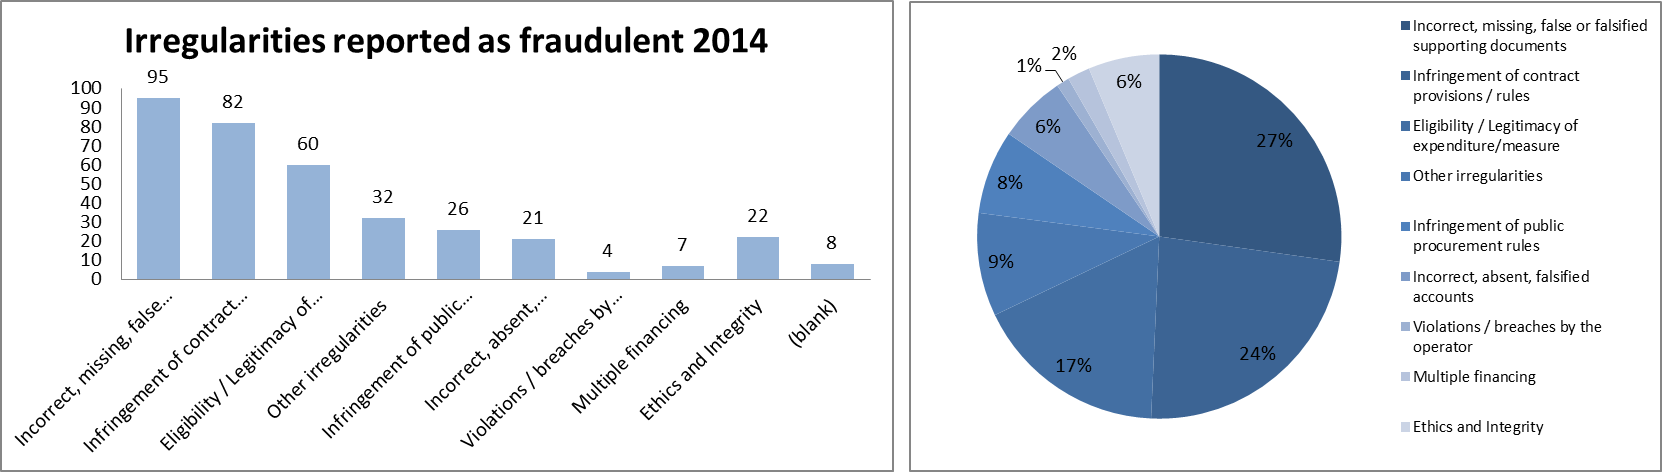 Irregularities reported as fraudulent 2014
100
90
80
70
60
50
40
30
20
10
0
95
82
60
32
26
21
4
7
22
8
Incorrect, missing, false...
Infringement of contract...
Eligibility / Legitimacy of...
Other irregularities
Infringement of public...
Incorrect, absent,...
Violations / breaches by...
Multiple financing
Ethics and Integrity
(blank)
27%
24%
17%
9%
8%
6%
1%
2%
6%
Incorrect, missing, false or falsified
supporting documents
Infringement of contract
provisions / rules
Eligibility / Legitimacy of
expenditure/measure
Other irregularities
Infringement of public
procurement rules
Incorrect, absent, falsified
accounts
Violations / breaches by the
operator
Multiple financing
Ethics and Integrity